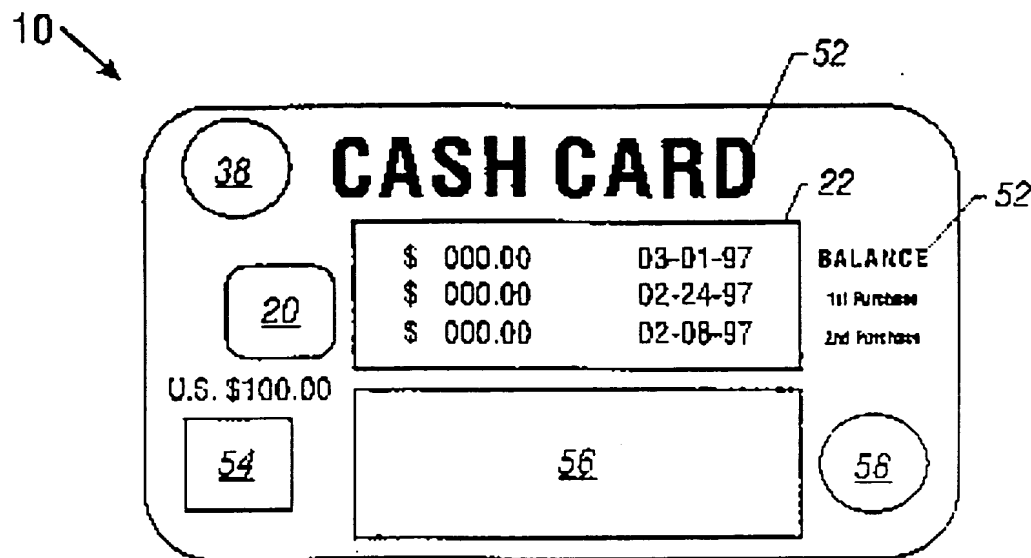 10
52
38
CASH CARD
22
52
$ 000.00 03-01-97 BALANCE
$ 000.00 02-24-97 1st Purchase
$ 000.00 02-08-97 2nd Purchase
20
U.S. $100.00
54
56
58